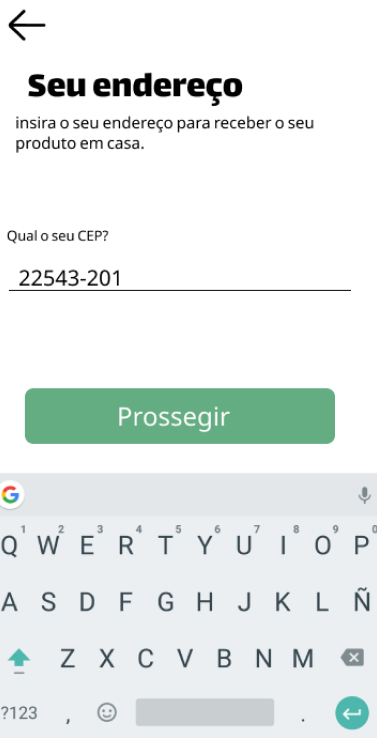 Seu endereço
insira o seu endereço para receber o seu
produto em casa.
Qual o seu CEP?
22543-201
Prossegir
G
1 2 3 4 5 6 7 8 9 0
Q W E R T Y U I O P
A S D F G H J K L Ñ
Z X C V B N M
?123 , .